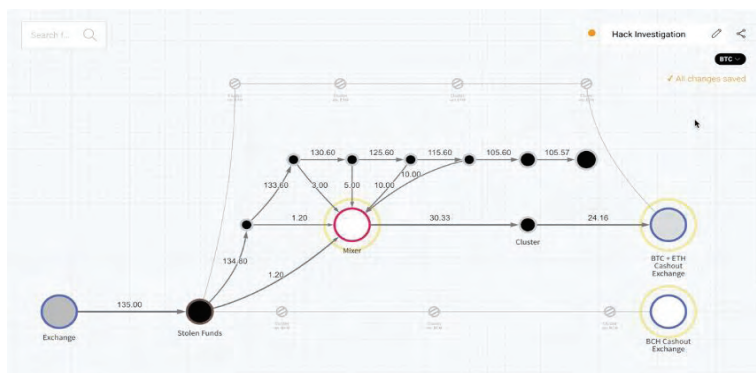 Search f...
Hack Investigation
BTC
✓ All changes saved
130.60
125.60
115.60
105.60
105.57
133.60
3.00
5.00
10.00
10.00
1.20
30.33
24.16
Mixer
Cluster
BTC + ETH
Cashout
Exchange
134.80
1.20
135.00
Exchange
Stolen Funds
BCH Cashout
Exchange